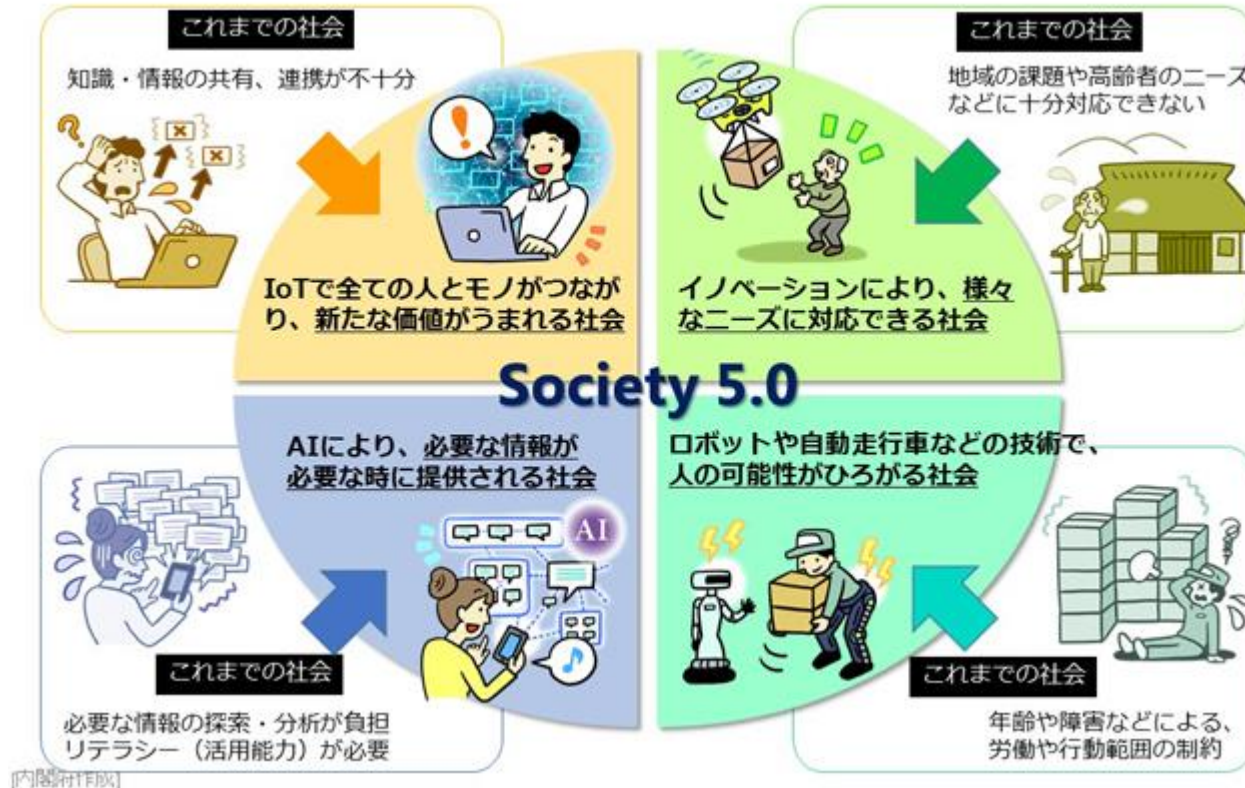 これまでの社会
知識・情報の共有、連携が不十分
IoTで全ての人とモノがつなが
り、新たな価値がうまれる社会
これまでの社会
地域の課題や高齢者のニーズ
などに十分対応できない
イノベーションにより、様々
なニーズに対応できる社会
Society 5.0
AIにより、必要な情報が
必要な時に提供される社会
AI
これまでの社会
必要な情報の探索・分析が負担
リテラシー（活用能力）が必要
ロボットや自動走行車などの技術で、
人の可能性がひろがる社会
これまでの社会
年齢や障害などによる、
労働や行動範囲の制約
[内閣府作成]